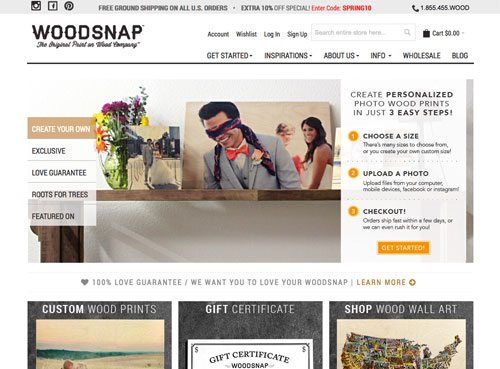 FREE GROUND SHIPPING ON ALL U.S. ORDERS • EXTRA 10% OFF SPECIAL! Enter Code: SPRING10
1.855.455.WOOD
WOODSNAP
"The Original Print on Wood Company"
Account Wishlist Log In Sign Up Search entire store here... Cart $0.00
GET STARTED INSPIRATIONS ABOUT US INFO WHOLESALE BLOG
CREATE YOUR OWN
EXCLUSIVE
LOVE GUARANTEE
ROOTS FOR TREES
FEATURED ON
CREATE PERSONALIZED
PHOTO WOOD PRINTS
IN JUST 3 EASY STEPS!
1 CHOOSE A SIZE
There's many sizes to choose from,
or you create your own custom size!
2 UPLOAD A PHOTO
Upload files from your computer,
mobile devices, facebook or instagram!
3 CHECKOUT!
Orders ship fast within a few days, or
we can even rush it for you!
GET STARTED!
100% LOVE GUARANTEE / WE WANT YOU TO LOVE YOUR WOODSNAP | LEARN MORE
CUSTOM WOOD PRINTS
GIFT CERTIFICATE
SHOP WOOD WALL ART
GIFT CERTIFICATE
WOODSNAP